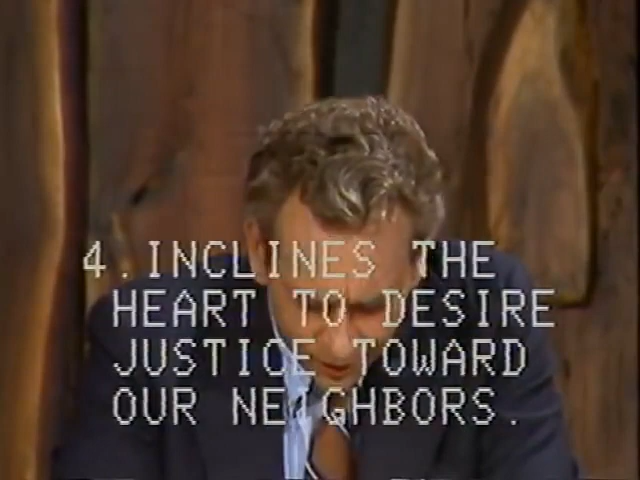 4.INCLINES THE
HEART TO DESIRE
JUSTICE TOWARD
OUR NEIGHBORS.